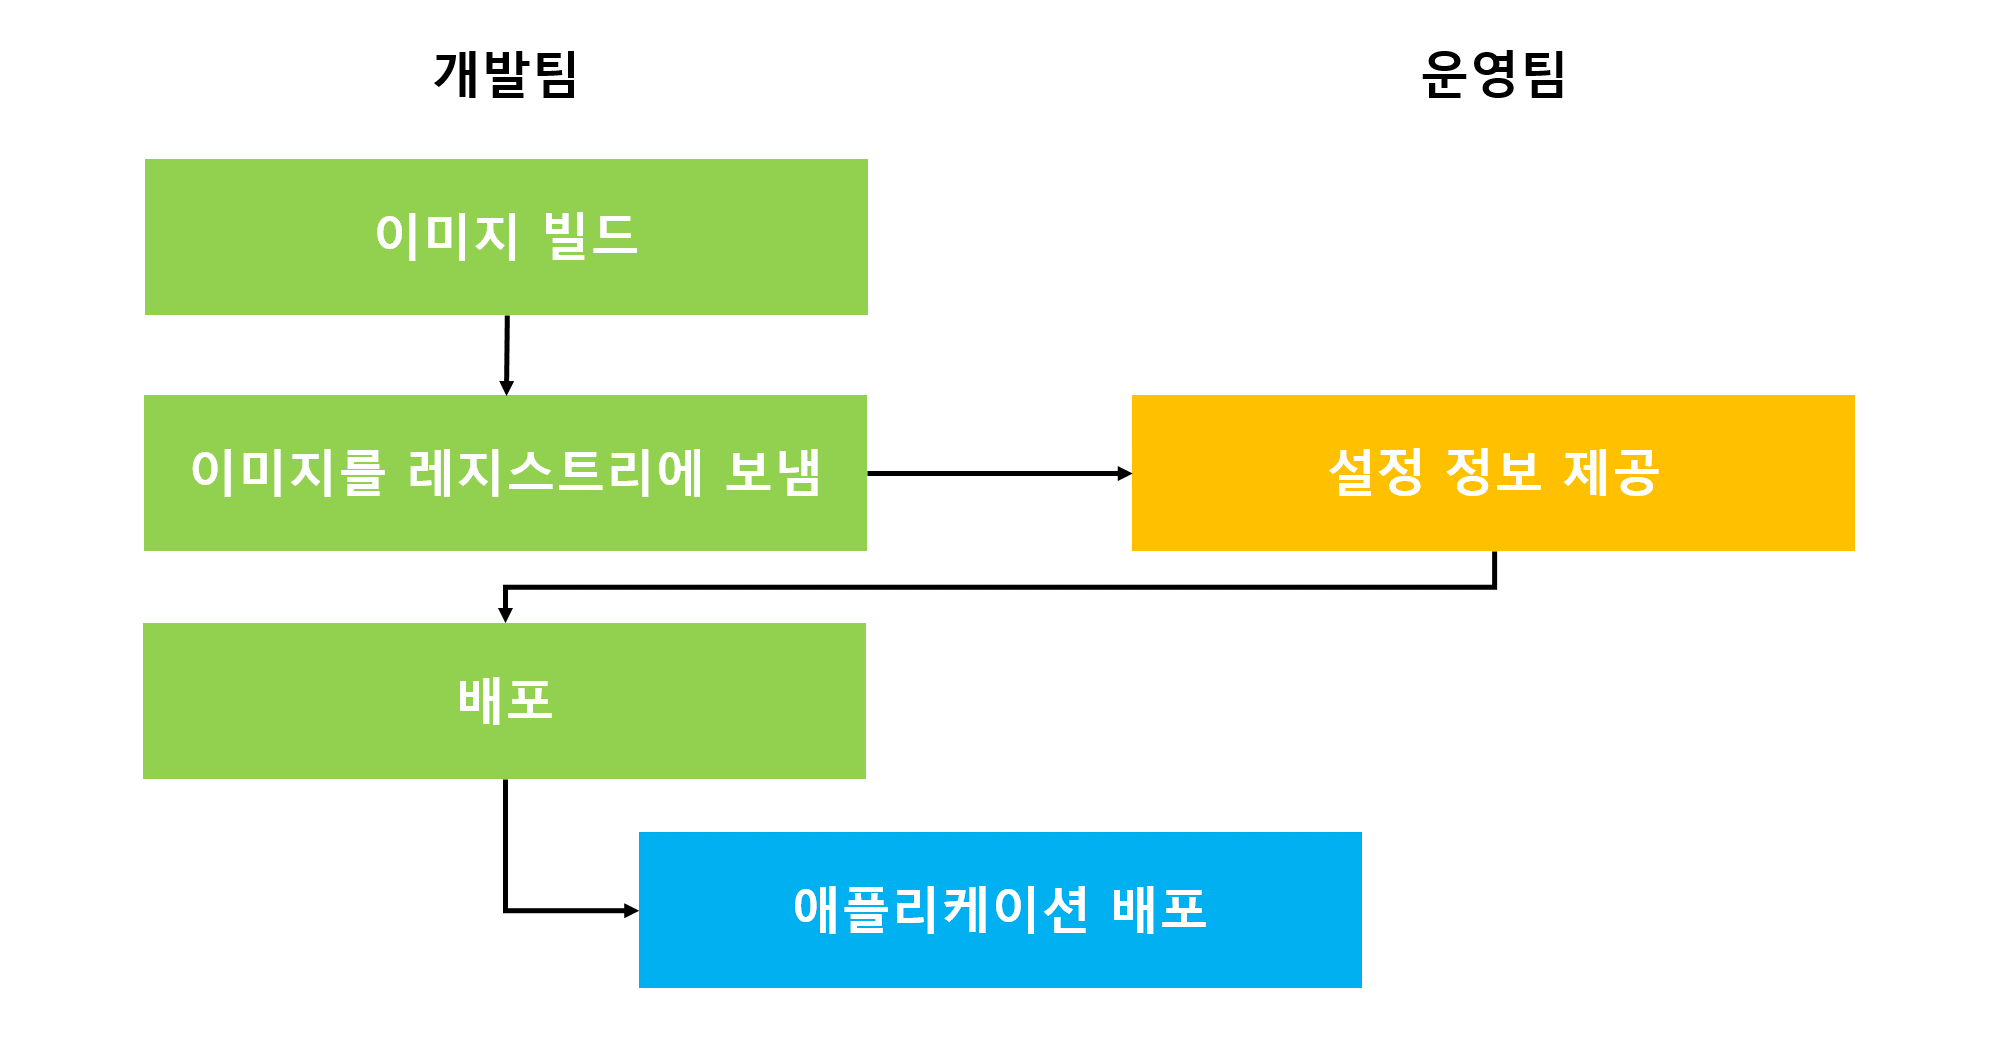 개발팀
운영팀
이미지 빌드
이미지를 레지스트리에 보냄
설정 정보 제공
배포
애플리케이션 배포